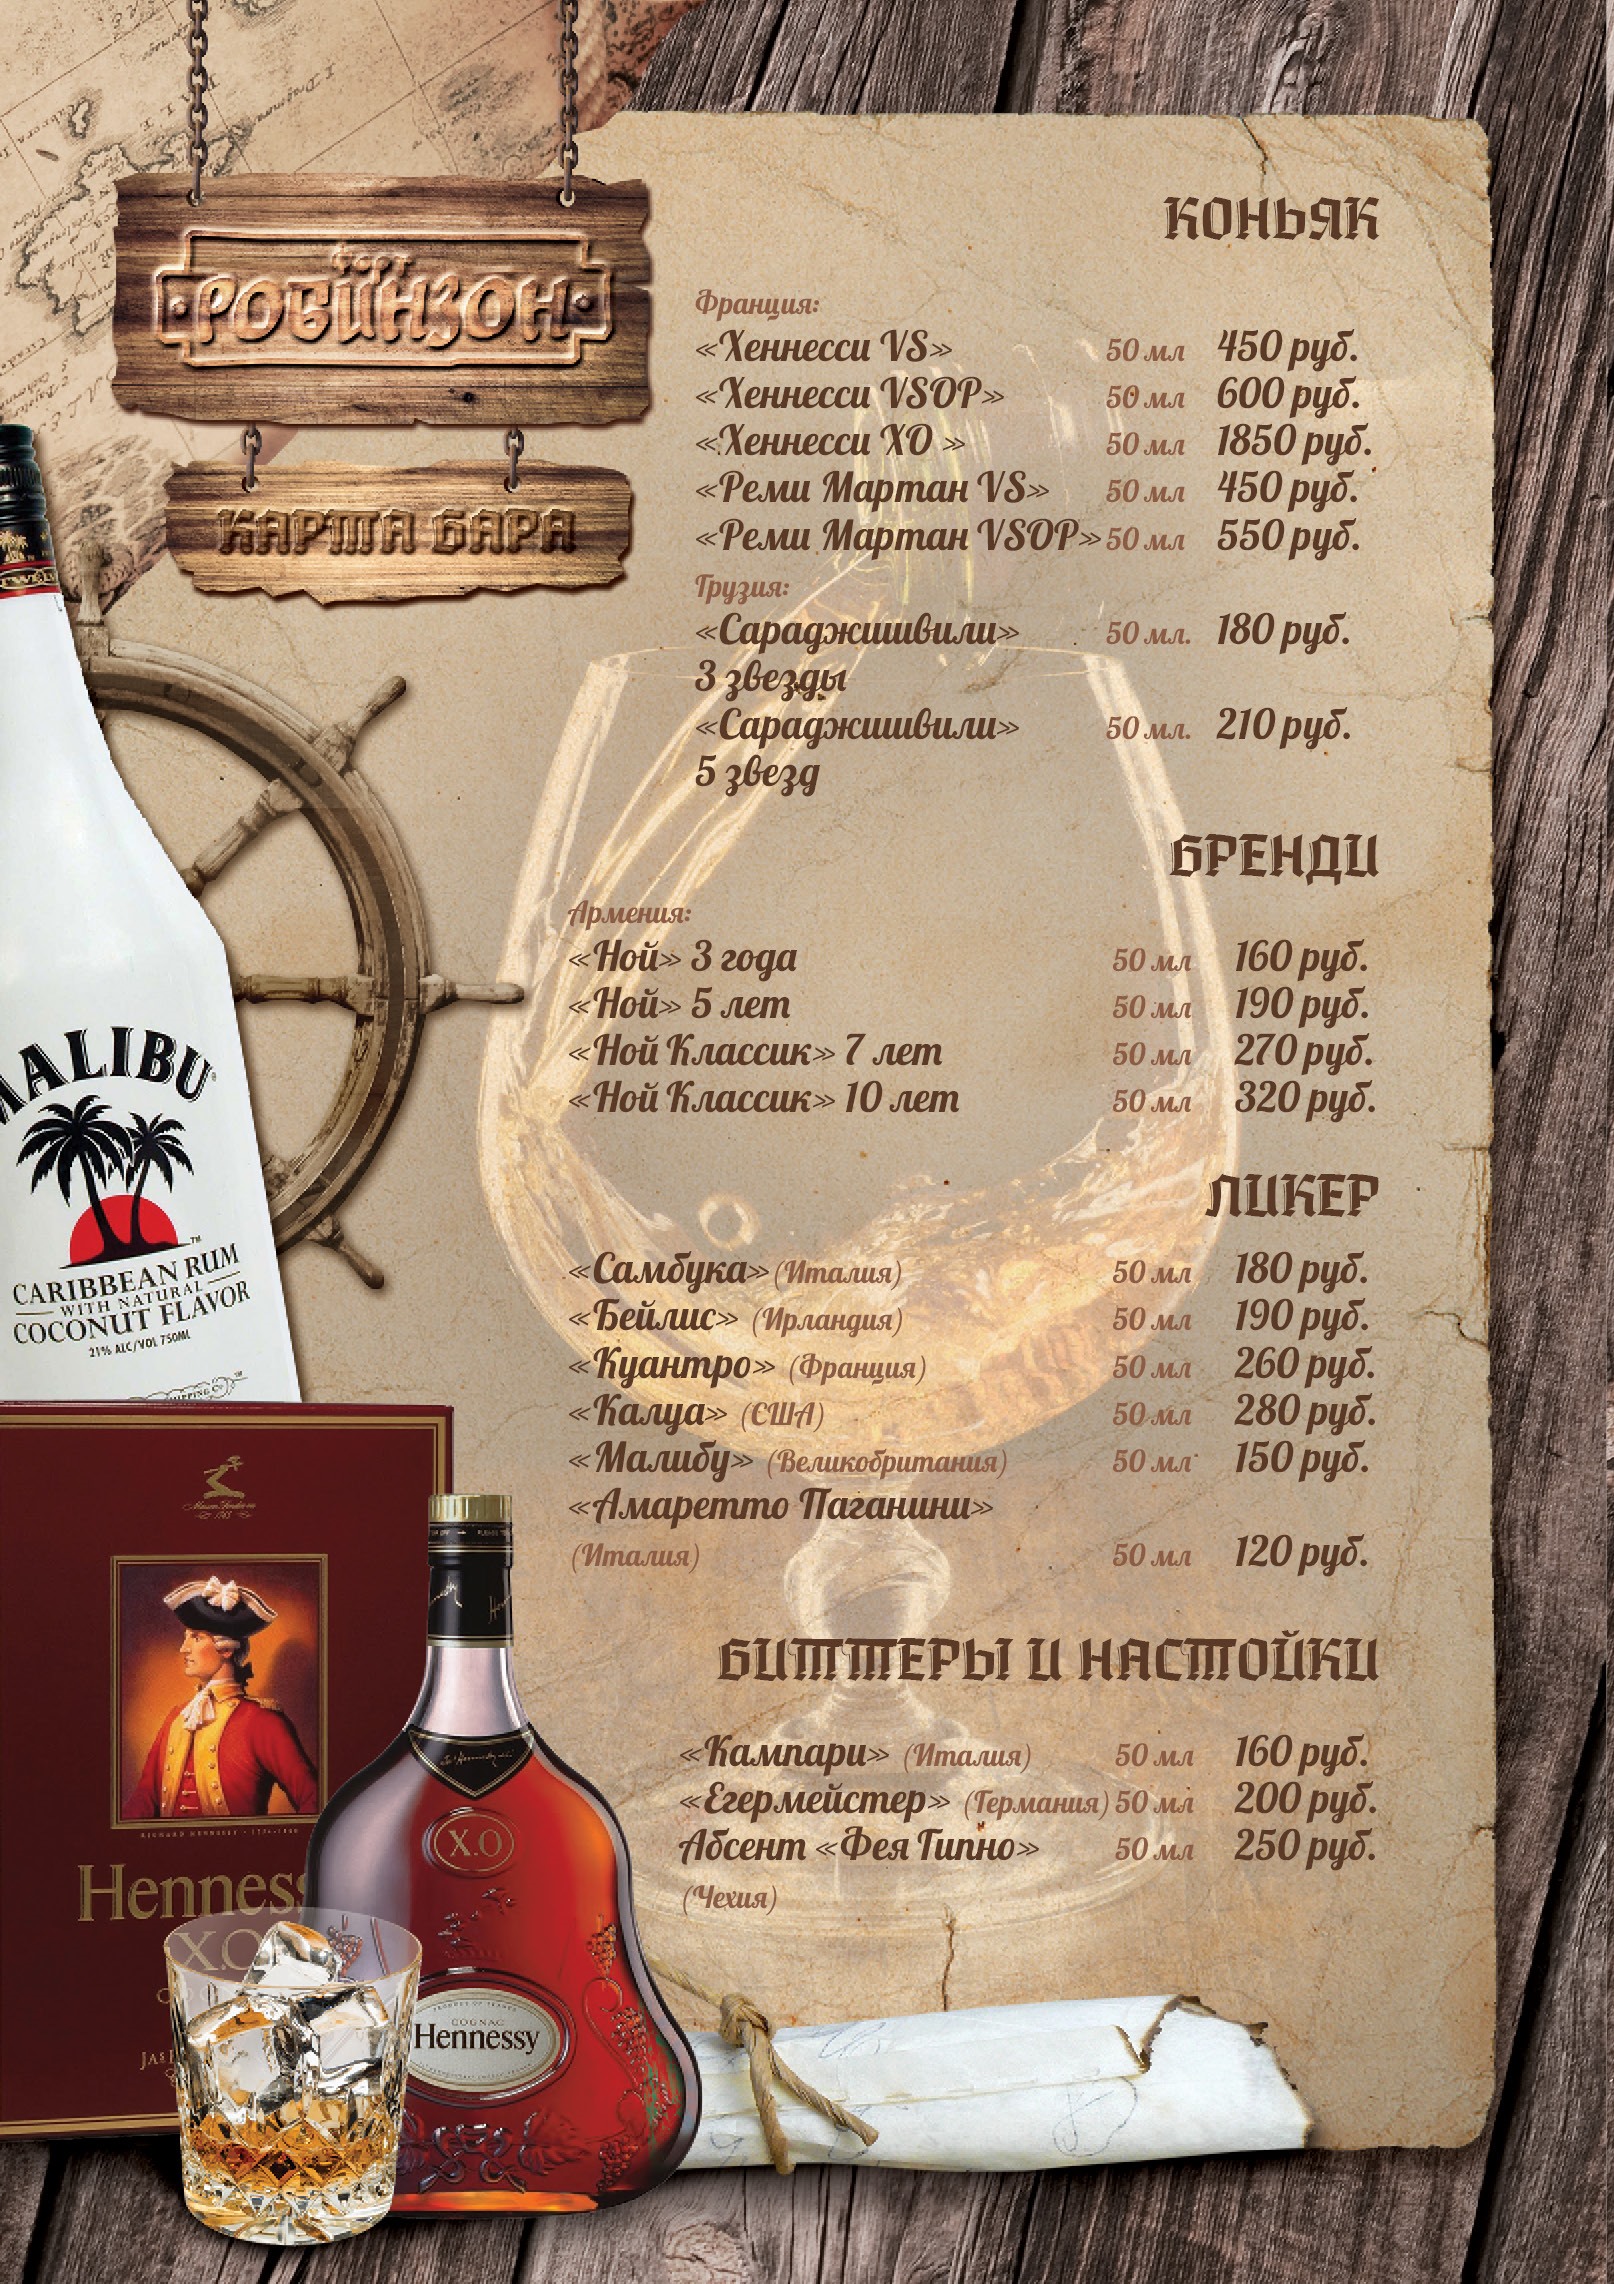 ФОРТ
РОБИНЗОН
КАРТА БАРА
КОНЬЯК
Франция:
«Хеннесси VS» 50 мл 450 руб.
«Хеннесси VSOP» 50 мл 600 руб.
«Хеннесси XO » 50 мл 1850 руб.
«Реми Мартан VS» 50 мл 450 руб.
«Реми Мартан VSOP» 50 мл 550 руб.
Грузия:
«Сараджишвили» 50 мл. 180 руб.
3 звезды
«Сараджишвили» 50 мл. 210 руб.
5 звезд
БРЕНДИ
Армения:
«Ной» 3 года 50 мл 160 руб.
«Ной» 5 лет 50 мл 190 руб.
«Ной Классик» 7 лет 50 мл 270 руб.
«Ной Классик» 10 лет 50 мл 320 руб.
ЛИКЕР
«Самбука» (Италия) 50 мл 180 руб.
«Бейлис» (Ирландия) 50 мл 190 руб.
«Куантро» (Франция) 50 мл 260 руб.
«Калуа» (США) 50 мл 280 руб.
«Малибу» (Великобритания) 50 мл 150 руб.
«Амаретто Паганини»
(Италия) 50 мл 120 руб.
БИТТЕРЫ И НАСТОЙКИ
«Кампари» (Италия) 50 мл 160 руб.
«Егермейстер» (Германия) 50 мл 200 руб.
Абсент «Фея Гипно» 50 мл 250 руб.
(Чехия)
MALIBU
CARIBBEAN RUM
WITH NATURAL
COCONUT FLAVOR
21% ALC/VOL 750ML
RICHARD HENNESSY
Henness
X.O
X.O
COGNAC
Hennessy